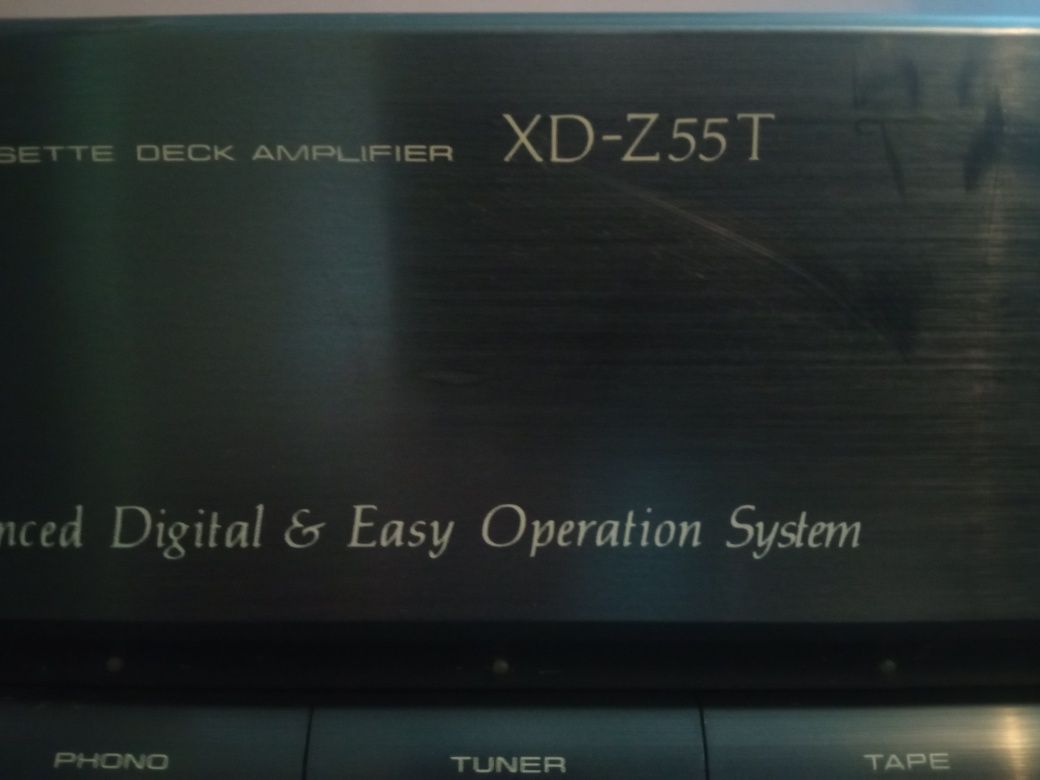 SETTE DECK AMPLIFIER XD-Z55T
nced Digital & Easy Operation System
PHONO TUNER TAPE